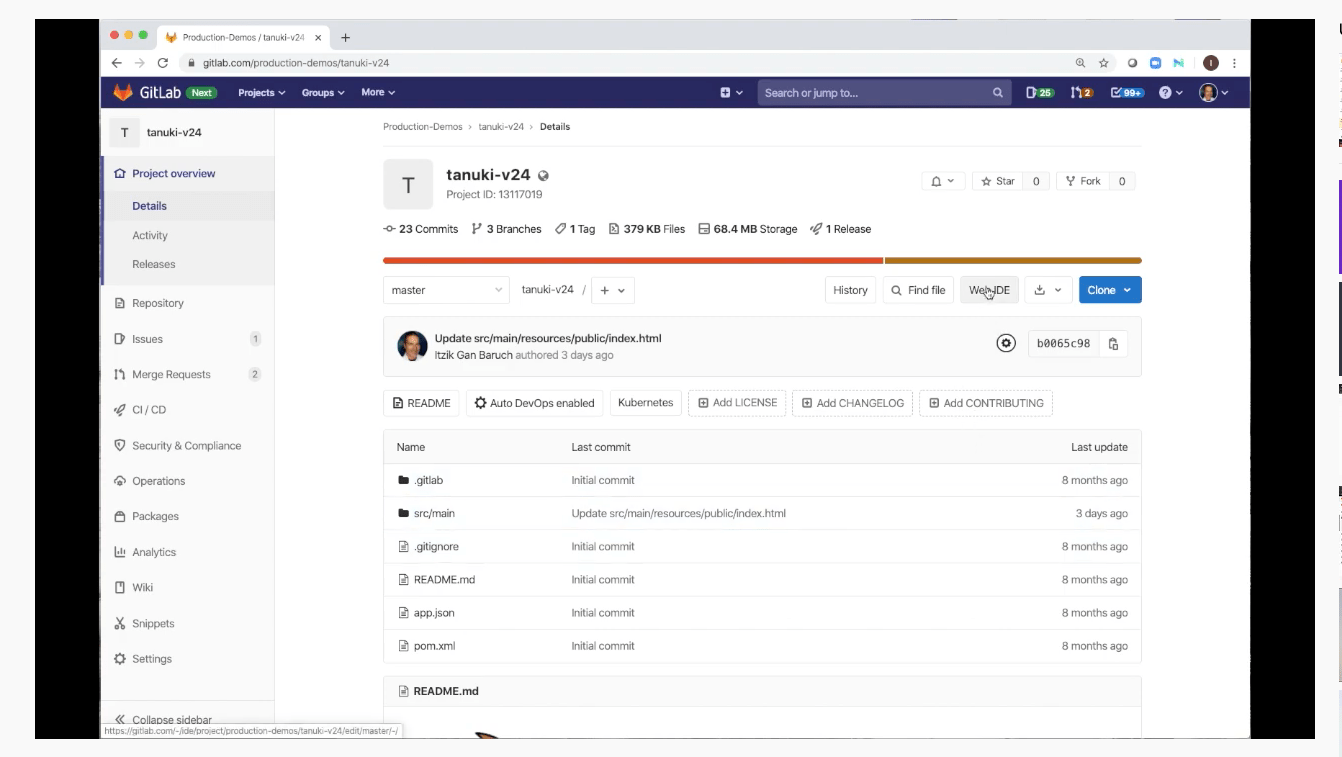 Production-Demos / tanuki-v24
gitlab.com/production-demos/tanuki-v24
GitLab Next Projects Groups More Search or jump to... 25 2 99+
T tanuki-v24
Project overview
Details
Activity
Releases
Repository
Issues 1
Merge Requests 2
CI / CD
Security & Compliance
Operations
Packages
Analytics
Wiki
Snippets
Settings
Collapse sidebar
https://gitlab.com/-/ide/project/production-demos/tanuki-v24/edit/master/-/
Production-Demos › tanuki-v24 › Details
T
tanuki-v24
Project ID: 13117019
Star 0 Fork 0
23 Commits 3 Branches 1 Tag 379 KB Files 68.4 MB Storage 1 Release
master tanuki-v24 / + History Find file Web IDE Clone
Update src/main/resources/public/index.html
Itzik Gan Baruch authored 3 days ago
b0065c98
README Auto DevOps enabled Kubernetes Add LICENSE Add CHANGELOG Add CONTRIBUTING
Name Last commit Last update
.gitlab Initial commit 8 months ago
src/main Update src/main/resources/public/index.html 3 days ago
.gitignore Initial commit 8 months ago
README.md Initial commit 8 months ago
app.json Initial commit 8 months ago
pom.xml Initial commit 8 months ago
README.md